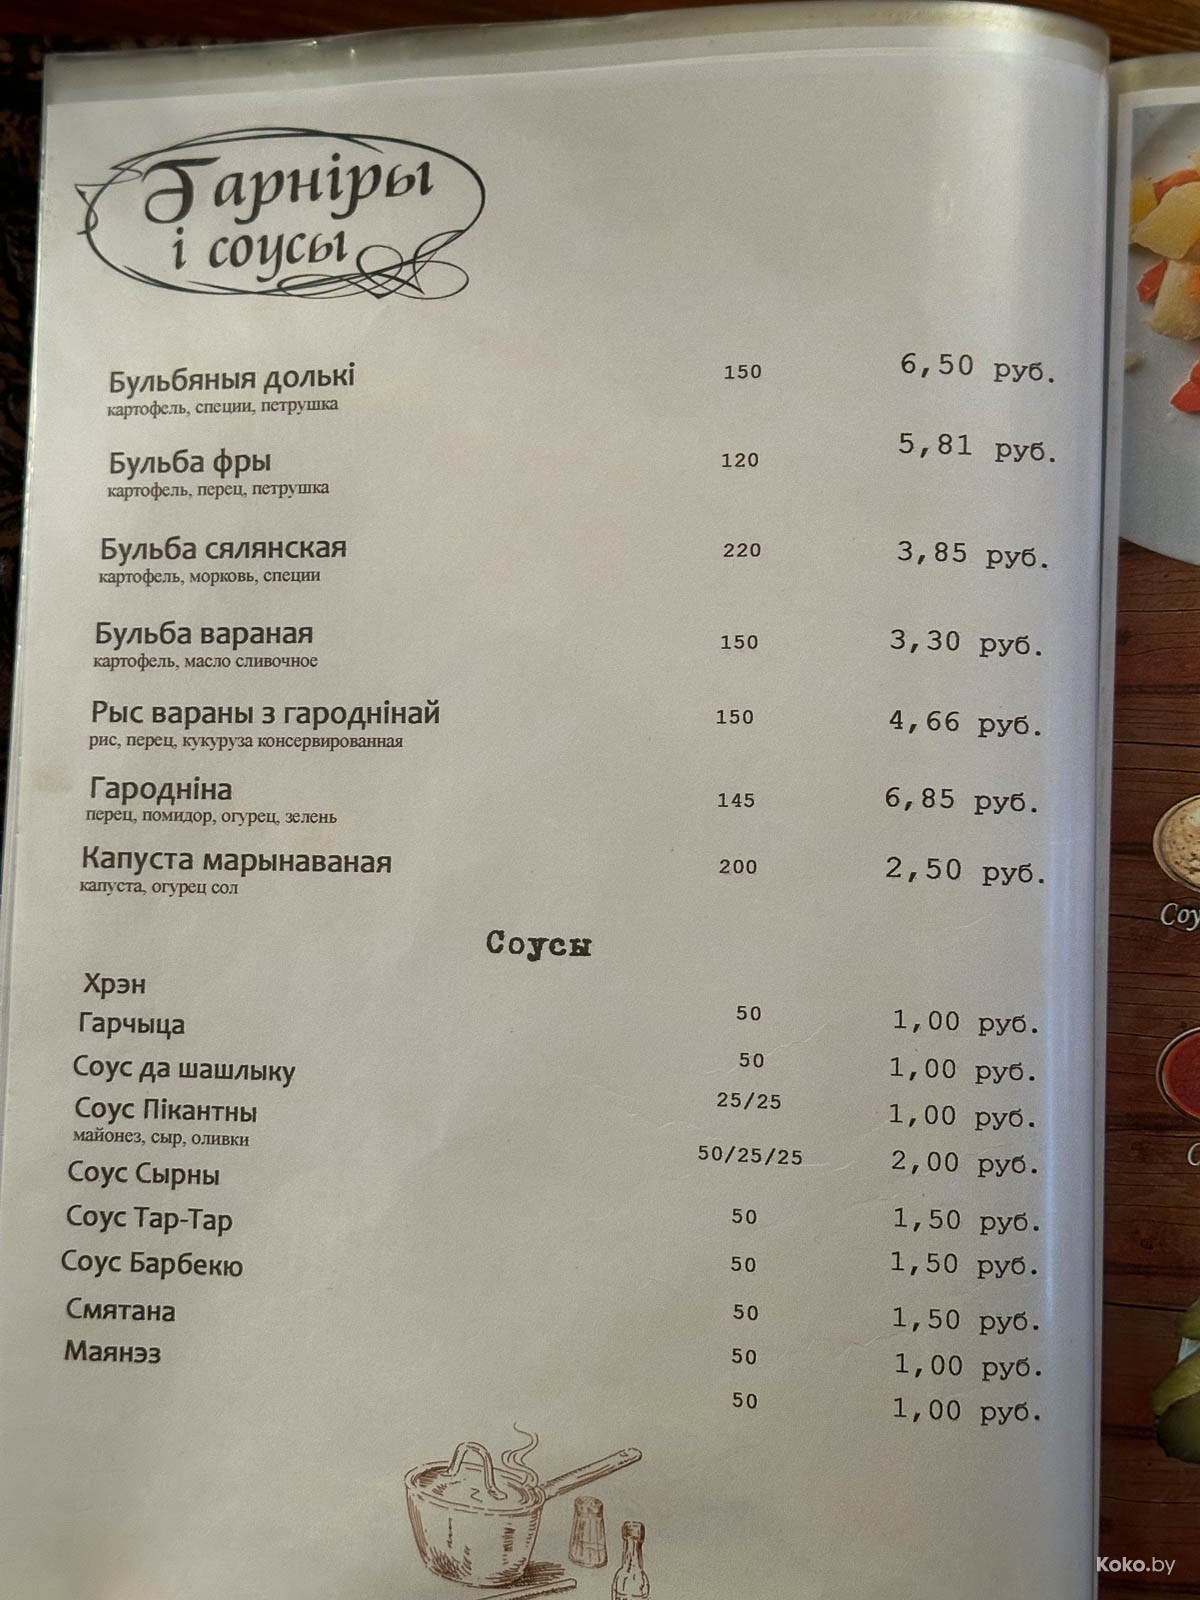 Гарніры
і соусы
Бульбяныя долькі 150 6,50 руб.
картофель, специи, петрушка
Бульба фры 120 5,81 руб.
картофель, перец, петрушка
Бульба сялянская 220 3,85 руб.
картофель, морковь, специи
Бульба вараная 150 3,30 руб.
картофель, масло сливочное
Рыс вараны з гароднінай 150 4,66 руб.
рис, перец, кукуруза консервированная
Гародніна 145 6,85 руб.
перец, помидор, огурец, зелень
Капуста марынаваная 200 2,50 руб.
капуста, огурец сол
Соусы
Хрэн 50 1,00 руб.
Гарчыца 50 1,00 руб.
Соус да шашлыку 25/25 1,00 руб.
Соус Пікантны 50/25/25 2,00 руб.
майонез, сыр, оливки
Соус Сырны 50 1,50 руб.
Соус Тар-Тар 50 1,50 руб.
Соус Барбекю 50 1,50 руб.
Смятана 50 1,00 руб.
Маянэз 50 1,00 руб.
Koko.by